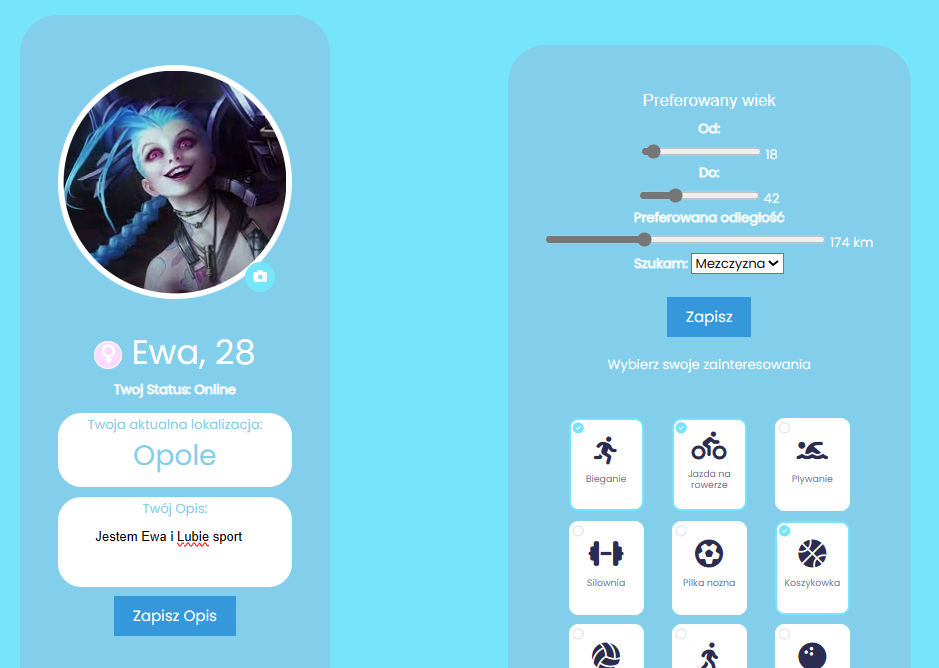 Ewa, 28
Twoj Status: Online
Twoja aktualna lokalizacja:
Opole
Twój Opis:
Jestem Ewa i Lubie sport
Zapisz Opis
Preferowany wiek
Od:
18
Do:
42
Preferowana odległość
174 km
Szukam: Mezczyzna
Zapisz
Wybierz swoje zainteresowania
Bieganie
Jazda na
rowerze
Plywanie
Silownia
Pilka nozna
Koszykowka